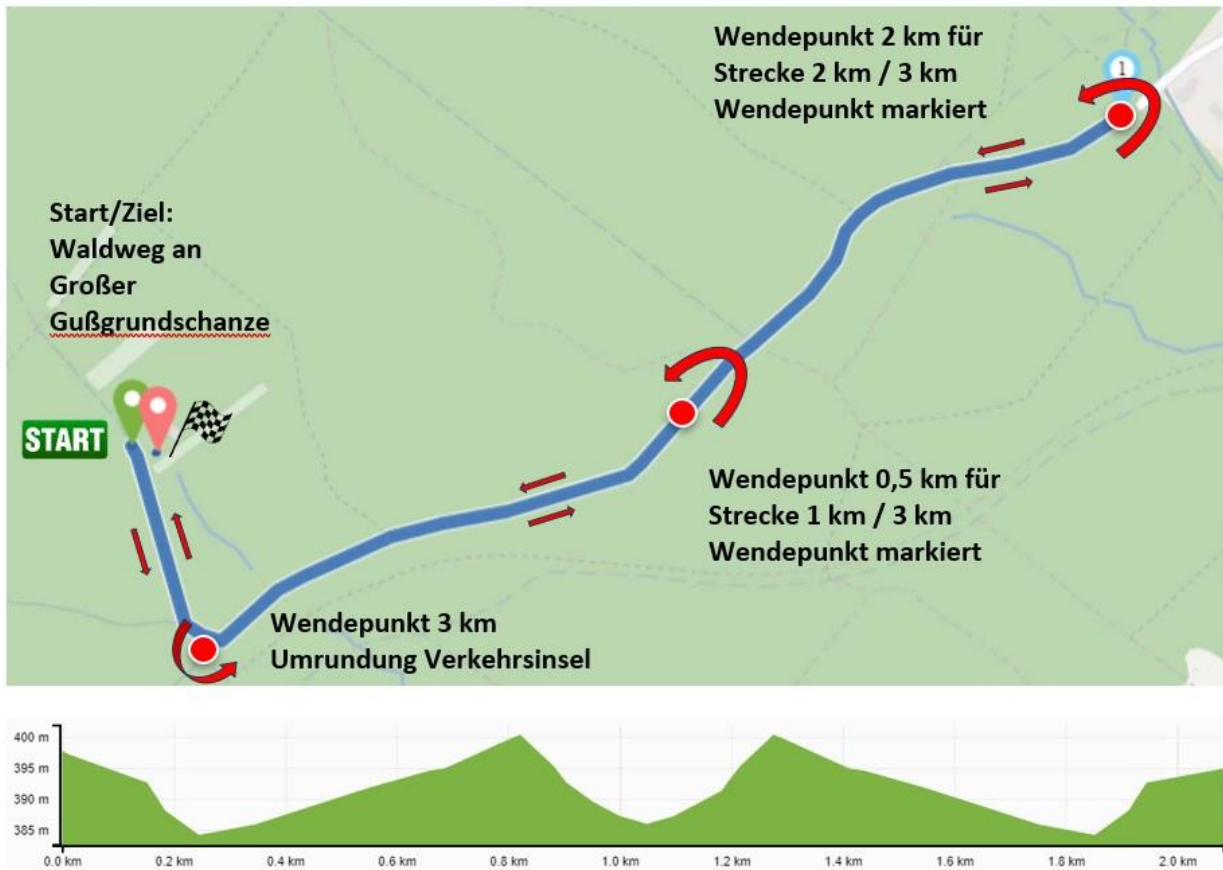 Wendepunkt 2 km für
Strecke 2 km / 3 km
Wendepunkt markiert
1
Start/Ziel:
Waldweg an
Großer
Gußgrundschanze
START
Wendepunkt 0,5 km für
Strecke 1 km / 3 km
Wendepunkt markiert
Wendepunkt 3 km
Umrundung Verkehrsinsel
400 m
395 m
390 m
385 m
0.0 km 0.2 km 0.4 km 0.6 km 0.8 km 1.0 km 1.2 km 1.4 km 1.6 km 1.8 km 2.0 km